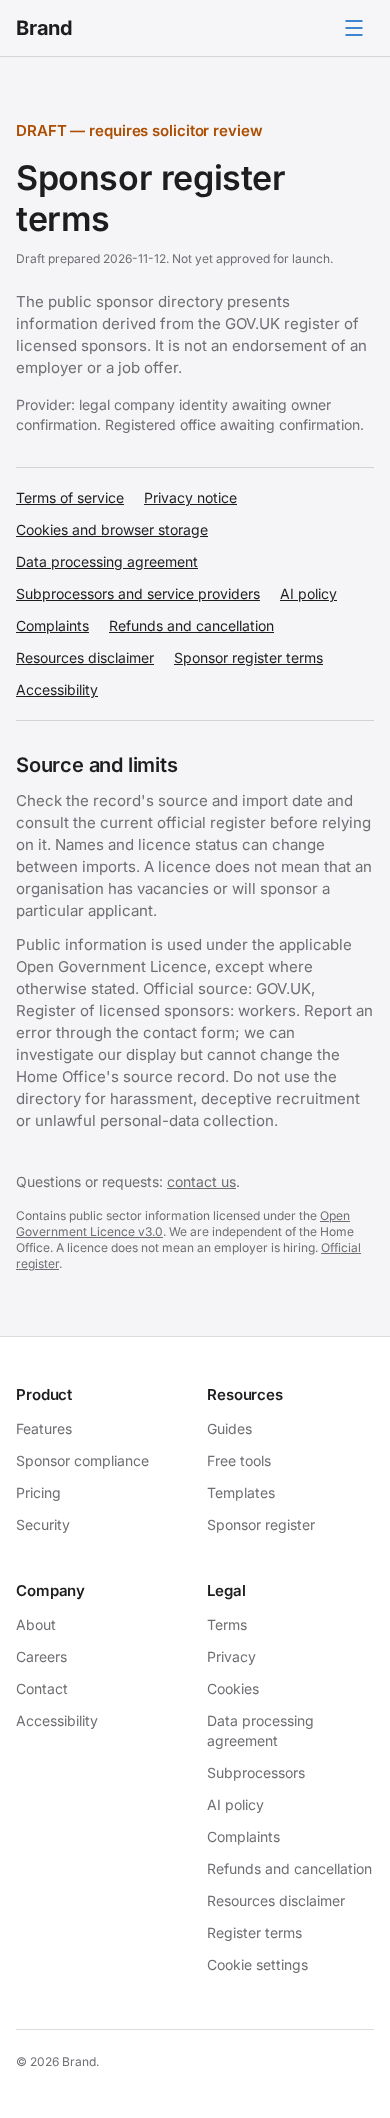 Brand
DRAFT — requires solicitor review
Sponsor register
terms
Draft prepared 2026-11-12. Not yet approved for launch.
The public sponsor directory presents
information derived from the GOV.UK register of
licensed sponsors. It is not an endorsement of an
employer or a job offer.
Provider: legal company identity awaiting owner
confirmation. Registered office awaiting confirmation.
Terms of service Privacy notice
Cookies and browser storage
Data processing agreement
Subprocessors and service providers AI policy
Complaints Refunds and cancellation
Resources disclaimer Sponsor register terms
Accessibility
Source and limits
Check the record's source and import date and
consult the current official register before relying
on it. Names and licence status can change
between imports. A licence does not mean that an
organisation has vacancies or will sponsor a
particular applicant.
Public information is used under the applicable
Open Government Licence, except where
otherwise stated. Official source: GOV.UK,
Register of licensed sponsors: workers. Report an
error through the contact form; we can
investigate our display but cannot change the
Home Office's source record. Do not use the
directory for harassment, deceptive recruitment
or unlawful personal-data collection.
Questions or requests: contact us.
Contains public sector information licensed under the Open
Government Licence v3.0. We are independent of the Home
Office. A licence does not mean an employer is hiring. Official
register.
Product
Features
Sponsor compliance
Pricing
Security
Resources
Guides
Free tools
Templates
Sponsor register
Company
About
Careers
Contact
Accessibility
Legal
Terms
Privacy
Cookies
Data processing
agreement
Subprocessors
AI policy
Complaints
Refunds and cancellation
Resources disclaimer
Register terms
Cookie settings
© 2026 Brand.